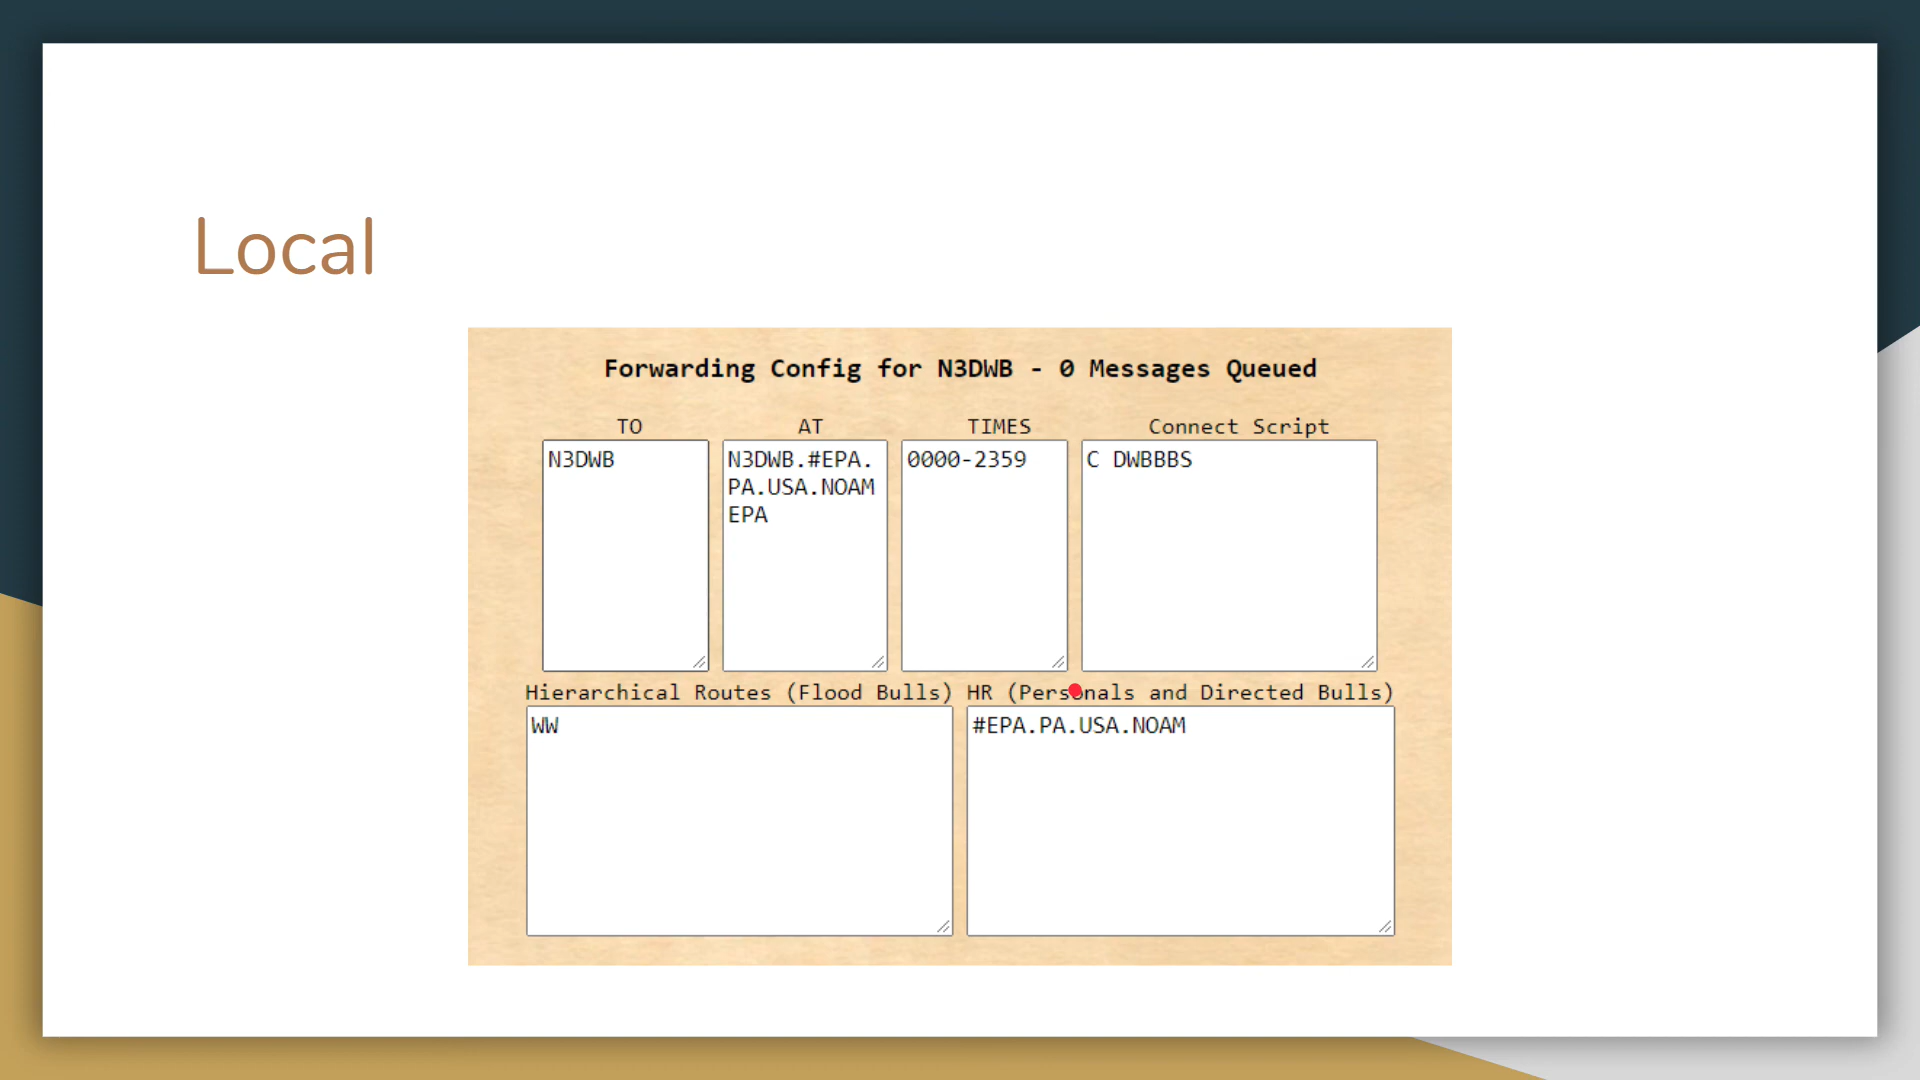 Local
Forwarding Config for N3DWB - 0 Messages Queued
TO AT TIMES Connect Script
N3DWB
N3DWB.#EPA.
PA.USA.NOAM
EPA
0000-2359
C DWBBBS
Hierarchical Routes (Flood Bulls) HR (Personals and Directed Bulls)
WW
#EPA.PA.USA.NOAM